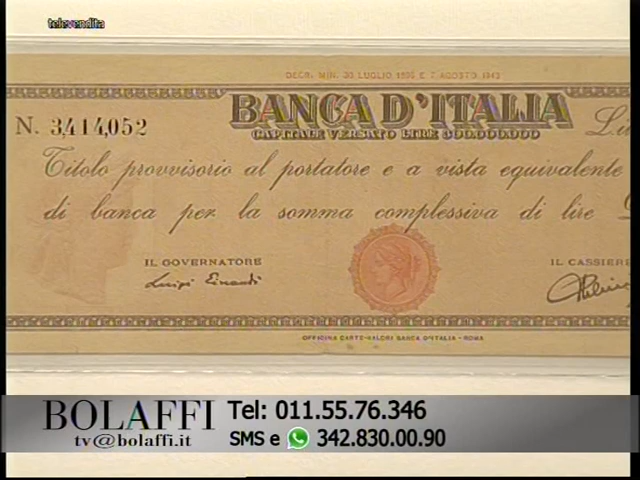 televendita
DECR. MIN. 30 LUGLIO 1896 E 7 AGOSTO 1943
BANCA D'ITALIA
N. 3,414,052
CAPITALE VERSATO LIRE 300.000.000
Titolo provvisorio al portatore e a vista equivalente
di banca per la somma complessiva di lire
IL GOVERNATORE
IL CASSIERE
Luigi Einaudi
OFFICINA CARTE-VALORI BANCA D'ITALIA - ROMA
BOLAFFI
Tel: 011.55.76.346
tv@bolaffi.it
SMS e 342.830.00.90